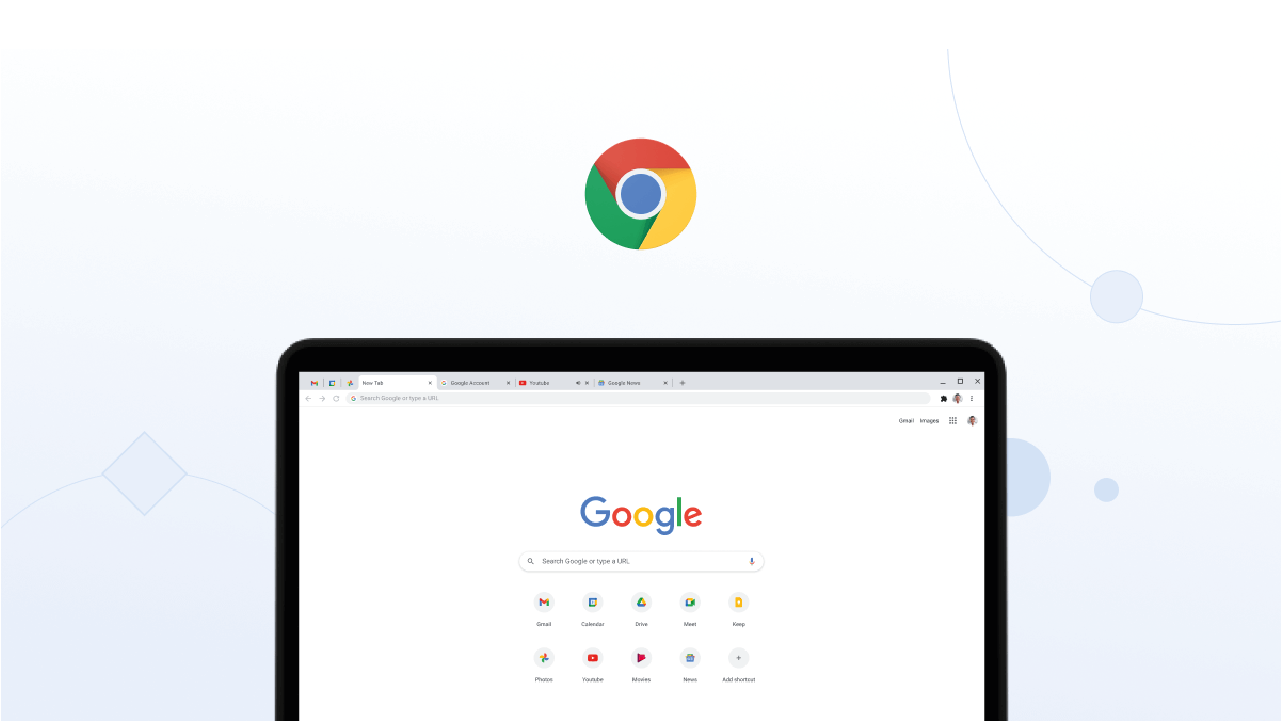 New Tab Google Account Youtube Google News
Search Google or type a URL
Gmail Images
Google
Search Google or type a URL
Gmail Calendar Drive Meet Keep
Photos Youtube Movies News Add shortcut